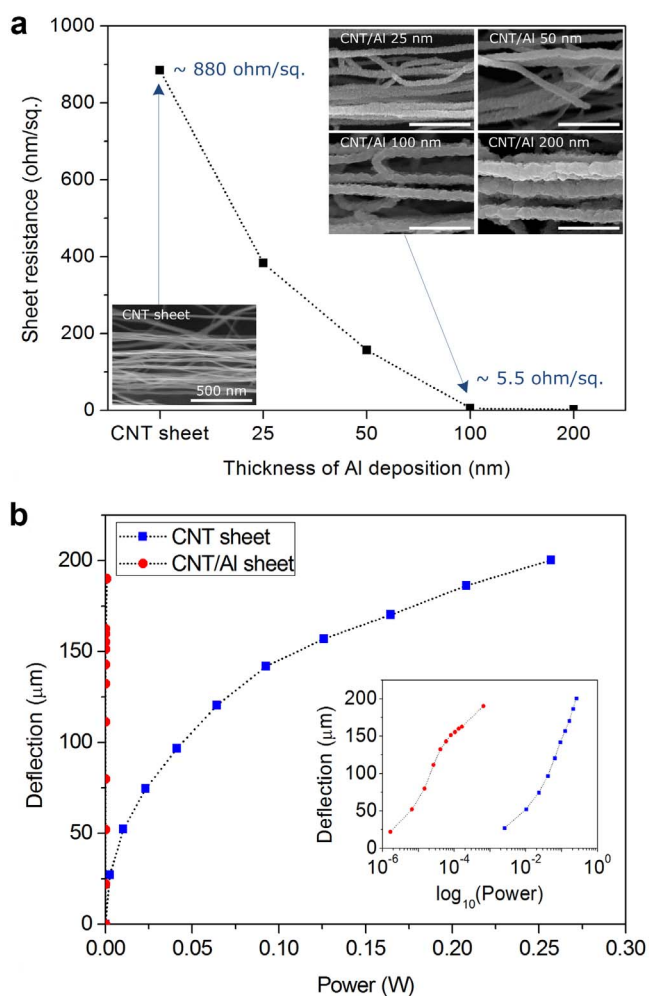 a
1000
800
600
400
200
0
Sheet resistance (ohm/sq.)
~ 880 ohm/sq.
CNT/Al 25 nm
CNT/Al 50 nm
CNT/Al 100 nm
CNT/Al 200 nm
CNT sheet
500 nm
~ 5.5 ohm/sq.
CNT sheet 25 50 100 200
Thickness of Al deposition (nm)
b
CNT sheet
CNT/Al sheet
200
150
100
50
0
Deflection (μm)
200
150
100
50
0
Deflection (μm)
10⁻⁶ 10⁻⁴ 10⁻² 10⁰
log₁₀(Power)
0.00 0.05 0.10 0.15 0.20 0.25 0.30
Power (W)